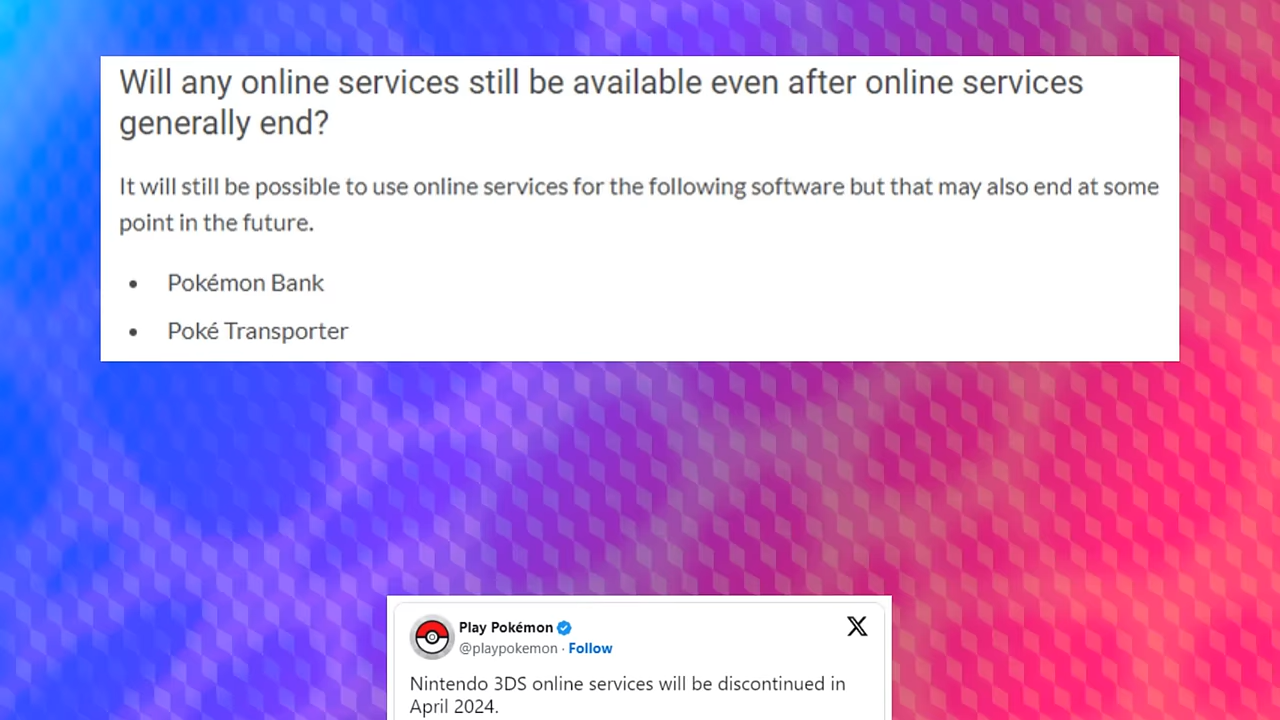 Will any online services still be available even after online services
generally end?
It will still be possible to use online services for the following software but that may also end at some
point in the future.
• Pokémon Bank
• Poké Transporter
Play Pokémon
@playpokemon · Follow
Nintendo 3DS online services will be discontinued in
April 2024.